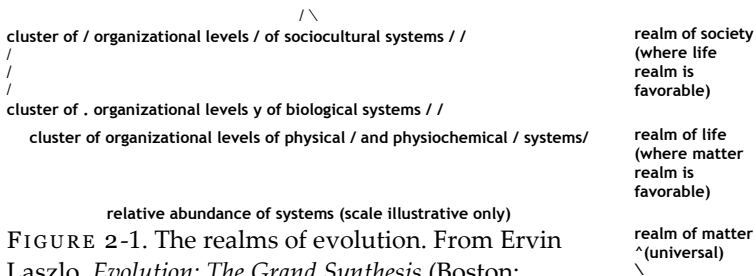 / \
cluster of / organizational levels / of sociocultural systems / /
/
/
/
cluster of . organizational levels y of biological systems / /
cluster of organizational levels of physical / and physiochemical / systems/
relative abundance of systems (scale illustrative only)
FIGURE 2-1. The realms of evolution. From Ervin
Laszlo, Evolution: The Grand Synthesis (Boston:
realm of society
(where life
realm is
favorable)
realm of life
(where matter
realm is
favorable)
realm of matter
^(universal)
\